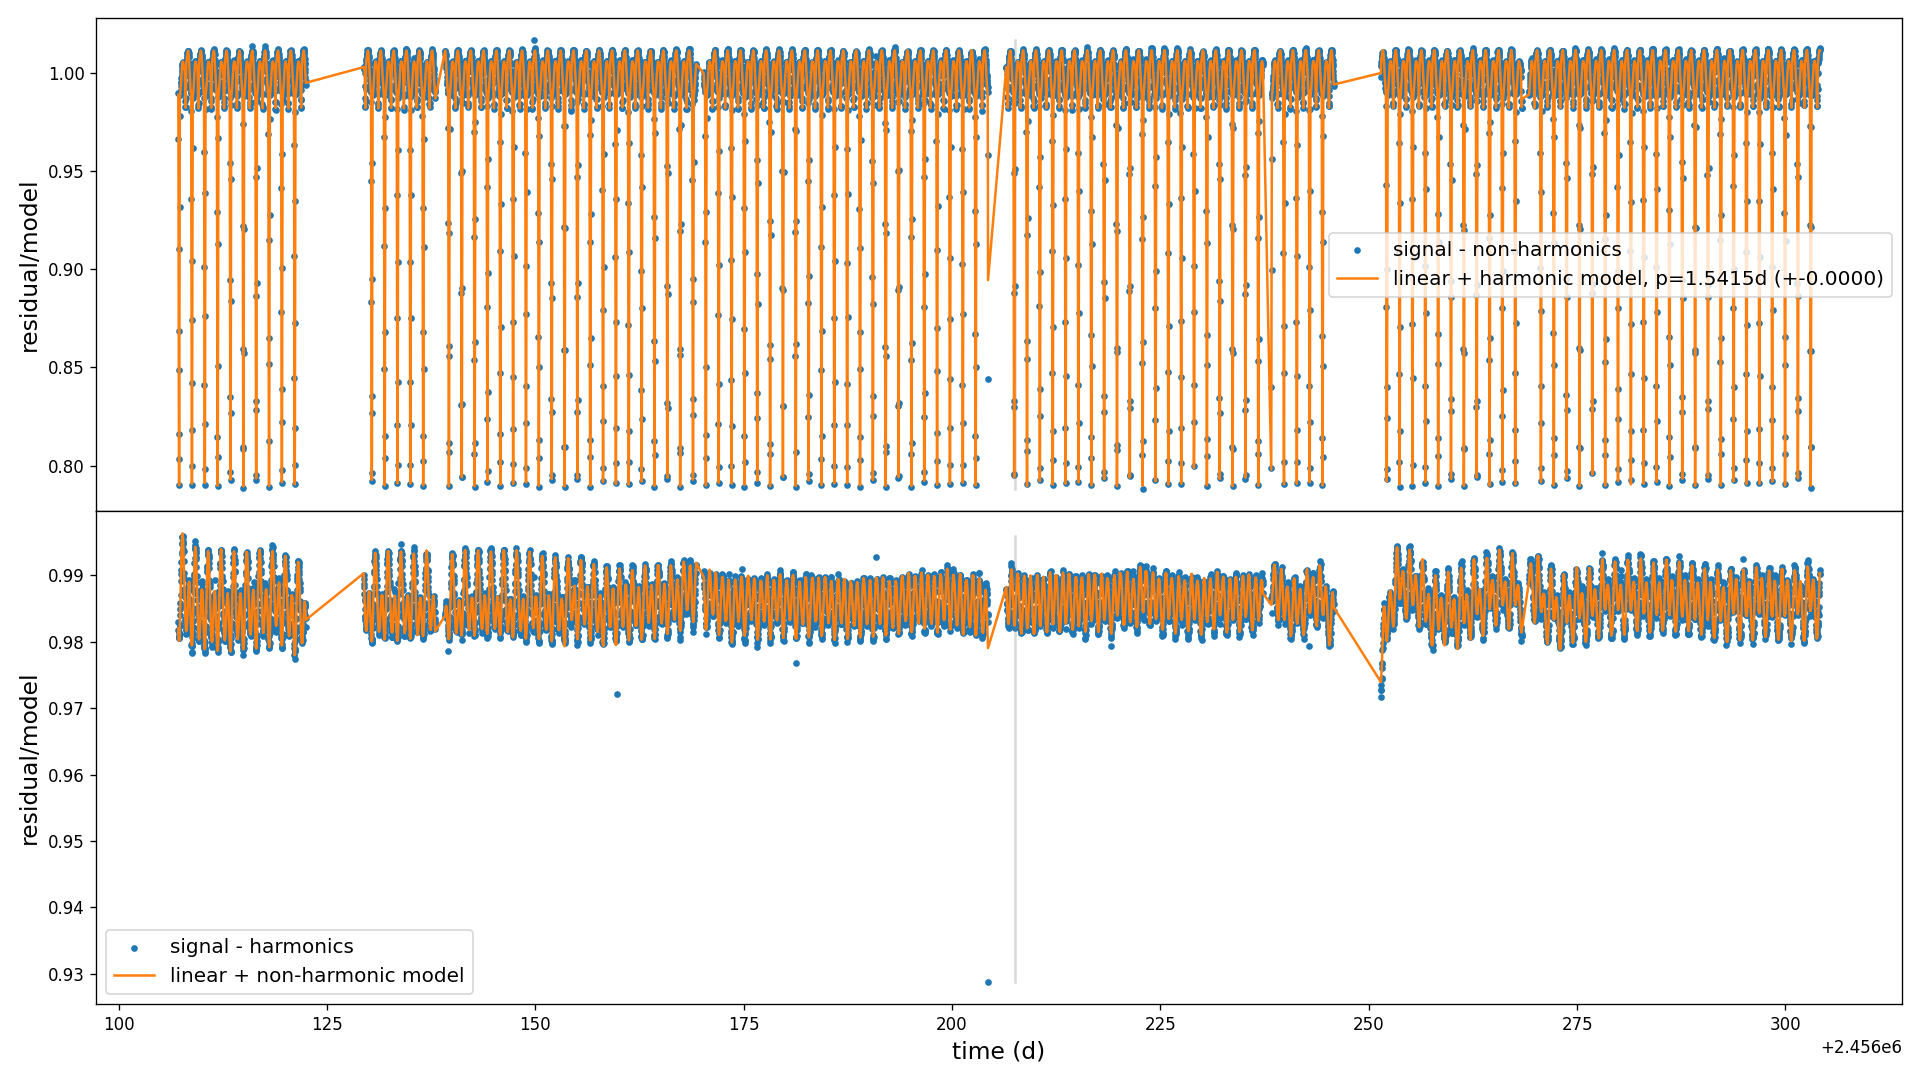 1.00
0.95
0.90
0.85
0.80
residual/model
signal - non-harmonics
linear + harmonic model, p=1.5415d (+-0.0000)
0.99
0.98
0.97
0.96
0.95
0.94
0.93
residual/model
signal - harmonics
linear + non-harmonic model
100
125
150
175
200
225
250
275
300
time (d)
+2.456e6